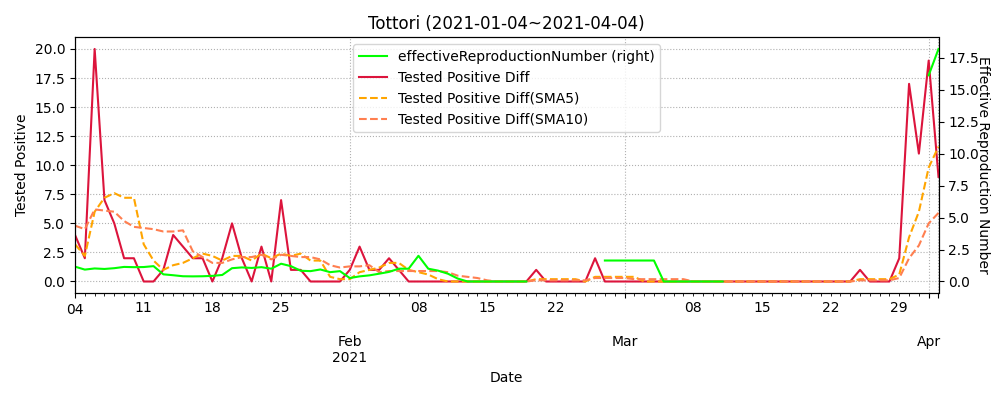 Tottori (2021-01-04~2021-04-04)
effectiveReproductionNumber (right)
Tested Positive Diff
Tested Positive Diff(SMA5)
Tested Positive Diff(SMA10)
Tested Positive
20.0
17.5
15.0
12.5
10.0
7.5
5.0
2.5
0.0
17.5
15.0
12.5
10.0
7.5
5.0
2.5
0.0
Effective Reproduction Number
04 11 18 25 08 15 22 08 15 22 29
Feb Mar Apr
2021
Date